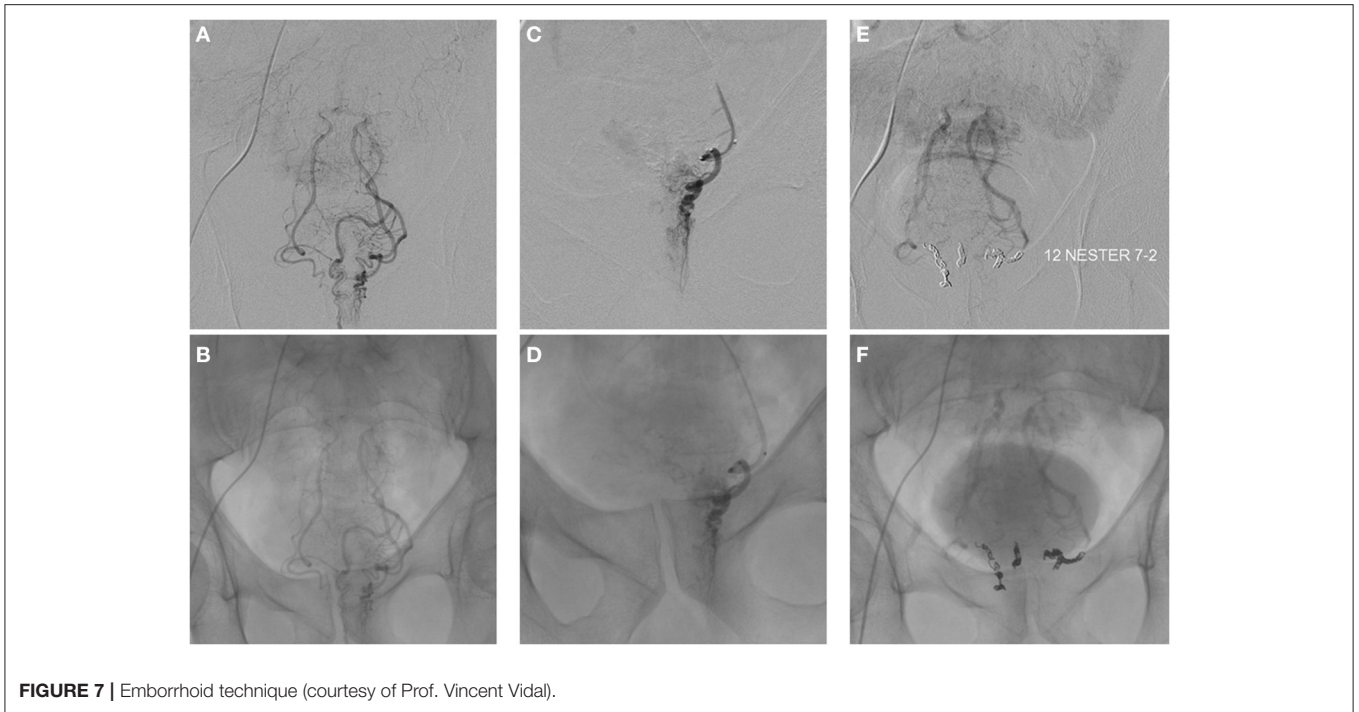 A
C
E
12 NESTER 7-2
B
D
F
FIGURE 7 | Emborrhoid technique (courtesy of Prof. Vincent Vidal).